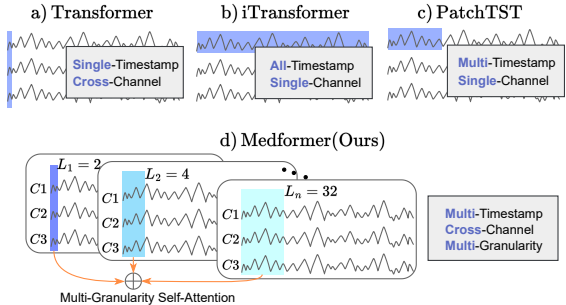 a) Transformer
Single-Timestamp
Cross-Channel
b) iTransformer
All-Timestamp
Single-Channel
c) PatchTST
Multi-Timestamp
Single-Channel
d) Medformer(Ours)
L₁ = 2
C1
C2
C3
L₂ = 4
C1
C2
C3
Lₙ = 32
C1
C2
C3
Multi-Granularity Self-Attention
Multi-Timestamp
Cross-Channel
Multi-Granularity